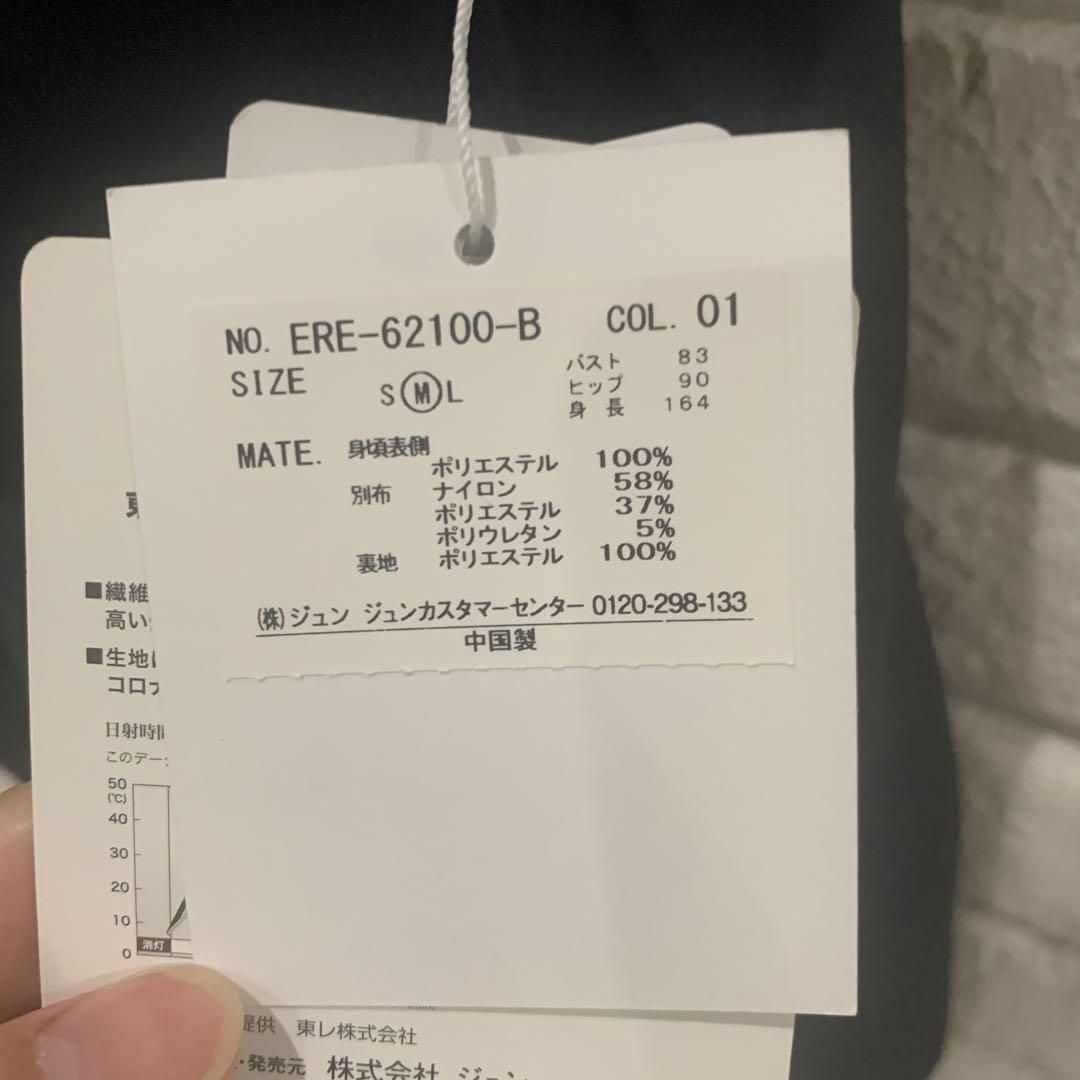 NO. ERE-62100-B COL. 01
SIZE S M L
バスト 83
ヒップ 90
身長 164
MATE. 身頃表側
ポリエステル 100%
別布 ナイロン 58%
ポリエステル 37%
ポリウレタン 5%
裏地 ポリエステル 100%
(株)ジュン ジュンカスタマーセンター 0120-298-133
中国製
■繊維
高い
■生地
コロナ
日射時間
このデー
50
(℃)
40
30
20
10
0
消灯
提供 東レ株式会社
・発売元 株式会社 ジュン